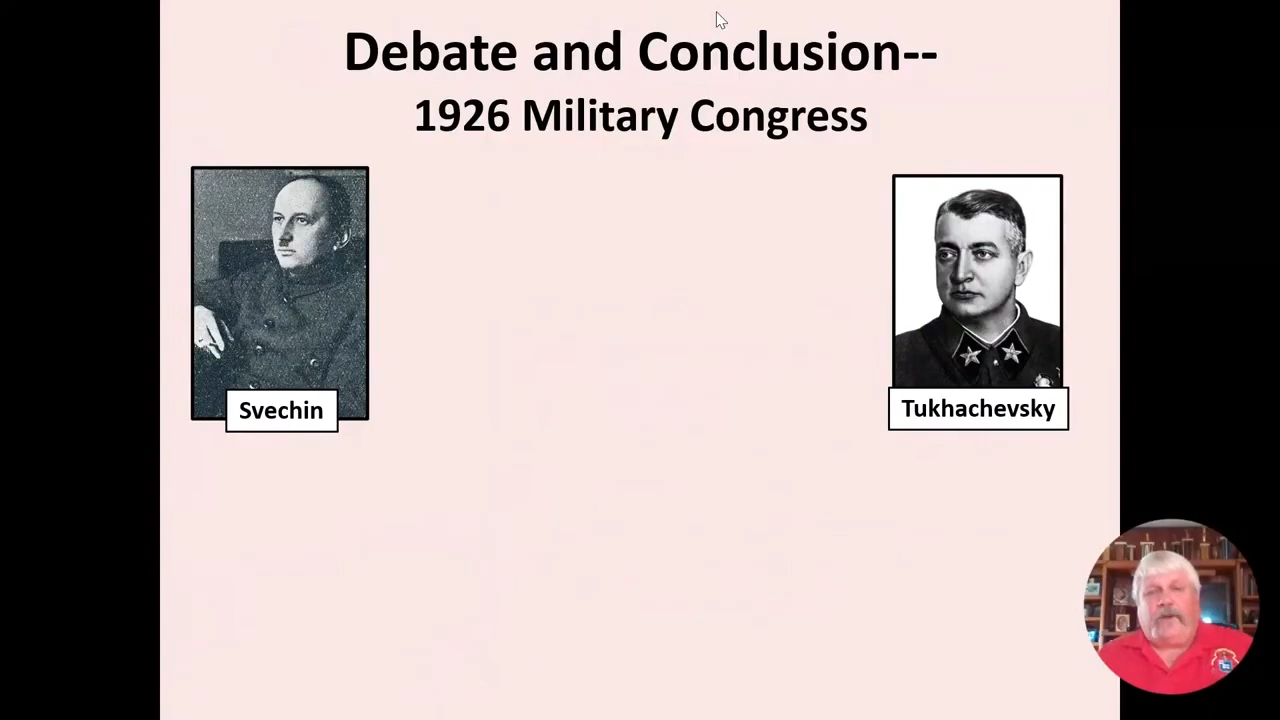 Debate and Conclusion--
1926 Military Congress
Svechin
Tukhachevsky